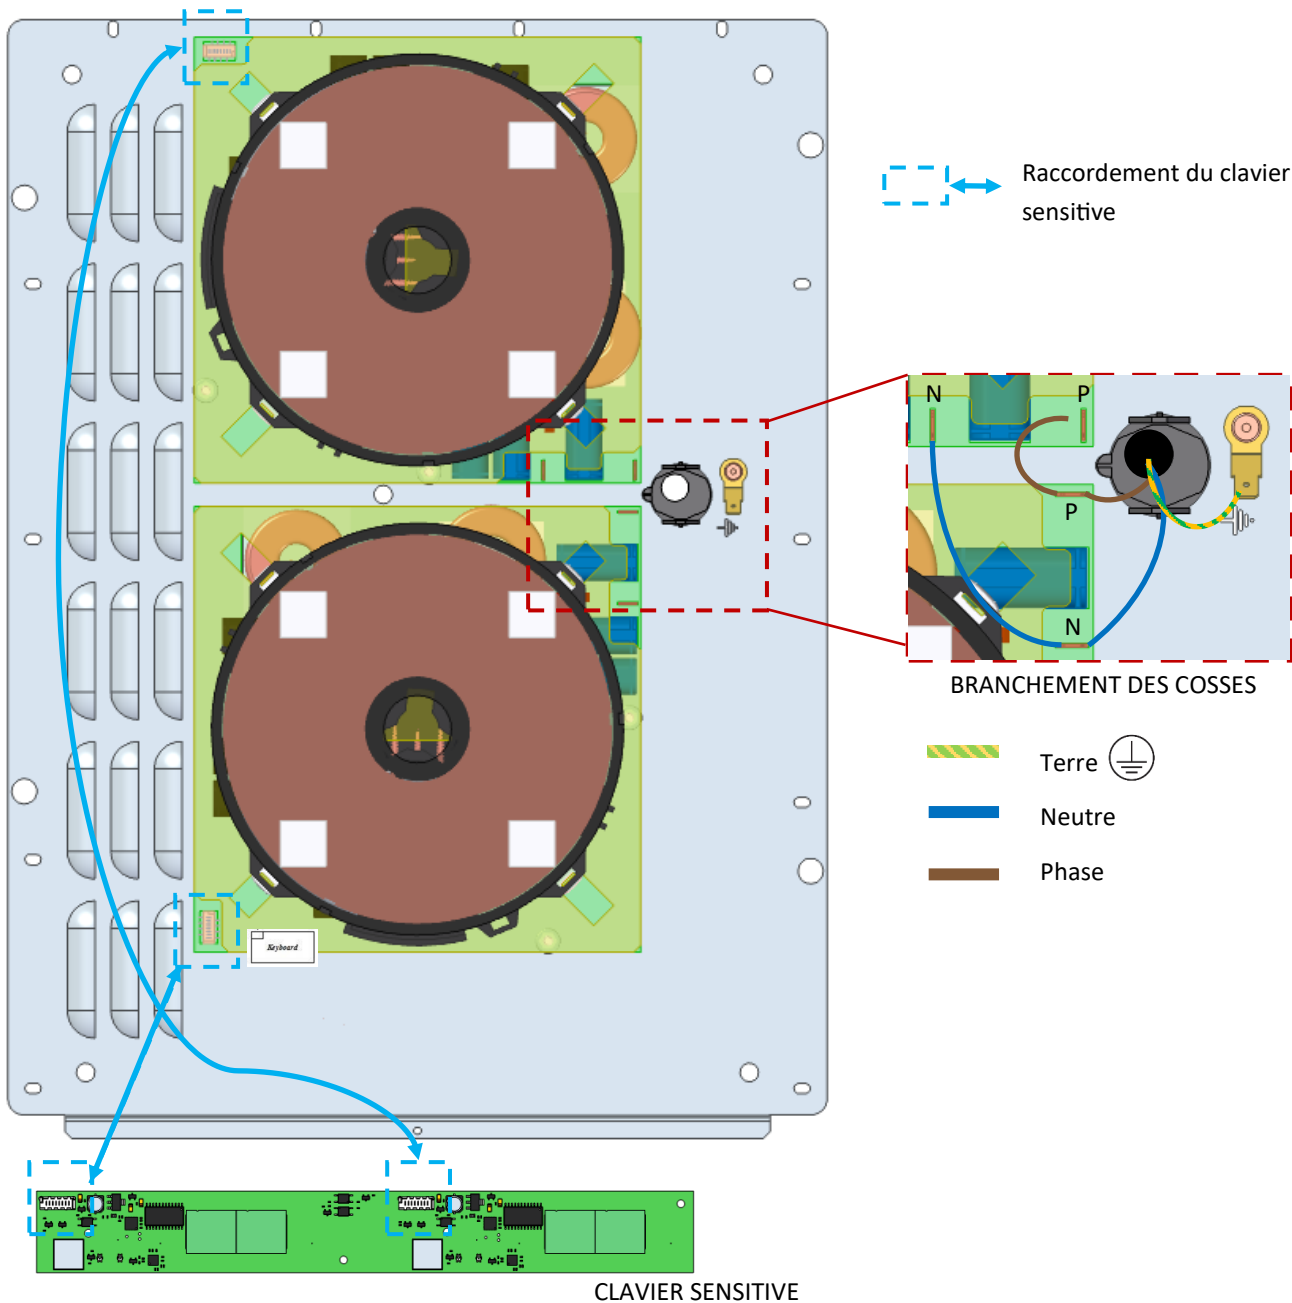 Raccordement du clavier
sensitive
N
P
P
N
BRANCHEMENT DES COSSES
Terre
Neutre
Phase
Keyboard
CLAVIER SENSITIVE